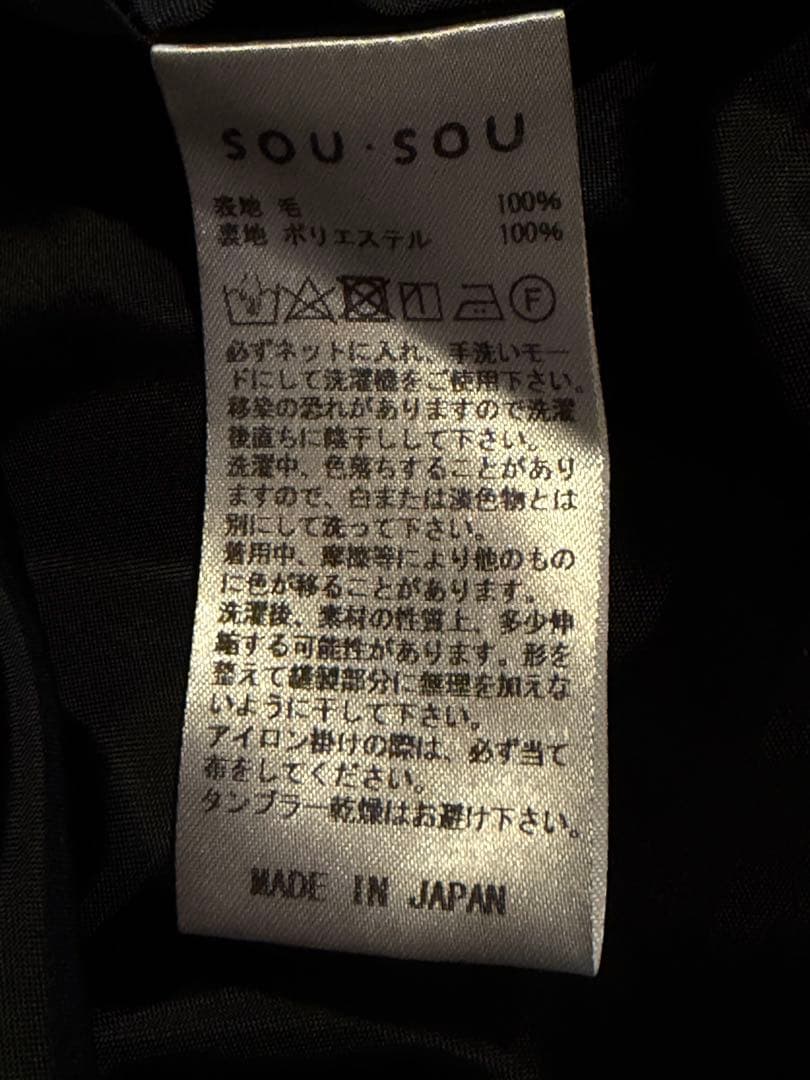 SOU・SOU
表地 毛 100%
裏地 ポリエステル 100%
F
必ずネットに入れ、手洗いモー
ドにして洗濯機をご使用下さい。
移染の恐れがありますので洗濯
後直ちに陰干しして下さい。
洗濯中、色落ちすることがあり
ますので、白または淡色物とは
別にして洗って下さい。
着用中、摩擦等により他のもの
に色が移ることがあります。
洗濯後、素材の性質上、多少伸
縮する可能性があります。形を
整えて縫製部分に無理を加えな
いように干して下さい。
アイロン掛けの際は、必ず当て
布をしてください。
タンブラー乾燥はお避け下さい。
MADE IN JAPAN